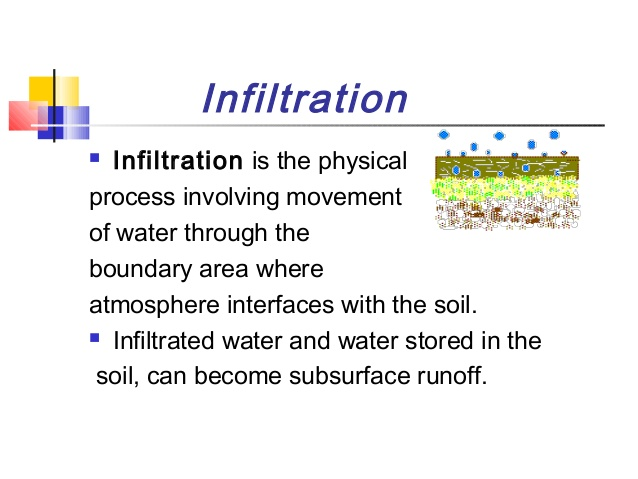 Infiltration
Infiltration is the physical
process involving movement
of water through the
boundary area where
atmosphere interfaces with the soil.
Infiltrated water and water stored in the
soil, can become subsurface runoff.